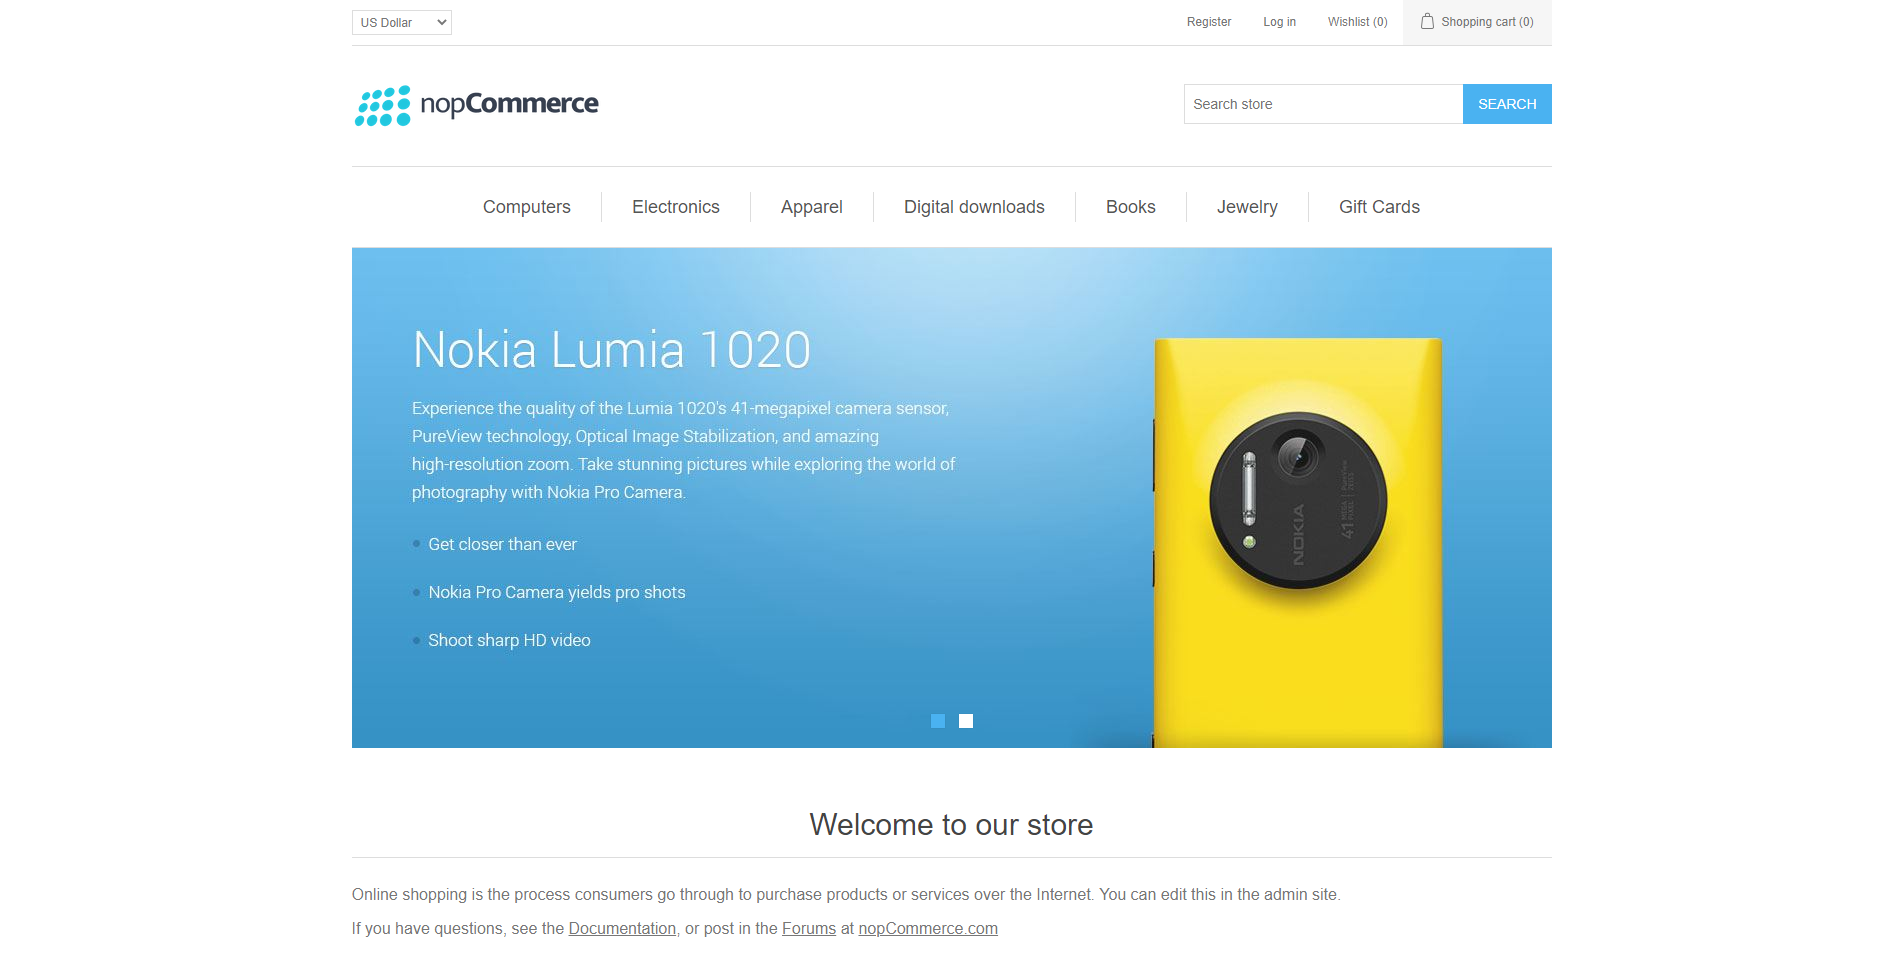 US Dollar
Register
Log in
Wishlist (0)
Shopping cart (0)
nopCommerce
Search store
SEARCH
Computers
Electronics
Apparel
Digital downloads
Books
Jewelry
Gift Cards
Nokia Lumia 1020
Experience the quality of the Lumia 1020's 41-megapixel camera sensor,
PureView technology, Optical Image Stabilization, and amazing
high-resolution zoom. Take stunning pictures while exploring the world of
photography with Nokia Pro Camera.
Get closer than ever
Nokia Pro Camera yields pro shots
Shoot sharp HD video
NOKIA
41 MEGA PIXEL
PureView
ZEISS
Welcome to our store
Online shopping is the process consumers go through to purchase products or services over the Internet. You can edit this in the admin site.
If you have questions, see the Documentation, or post in the Forums at nopCommerce.com